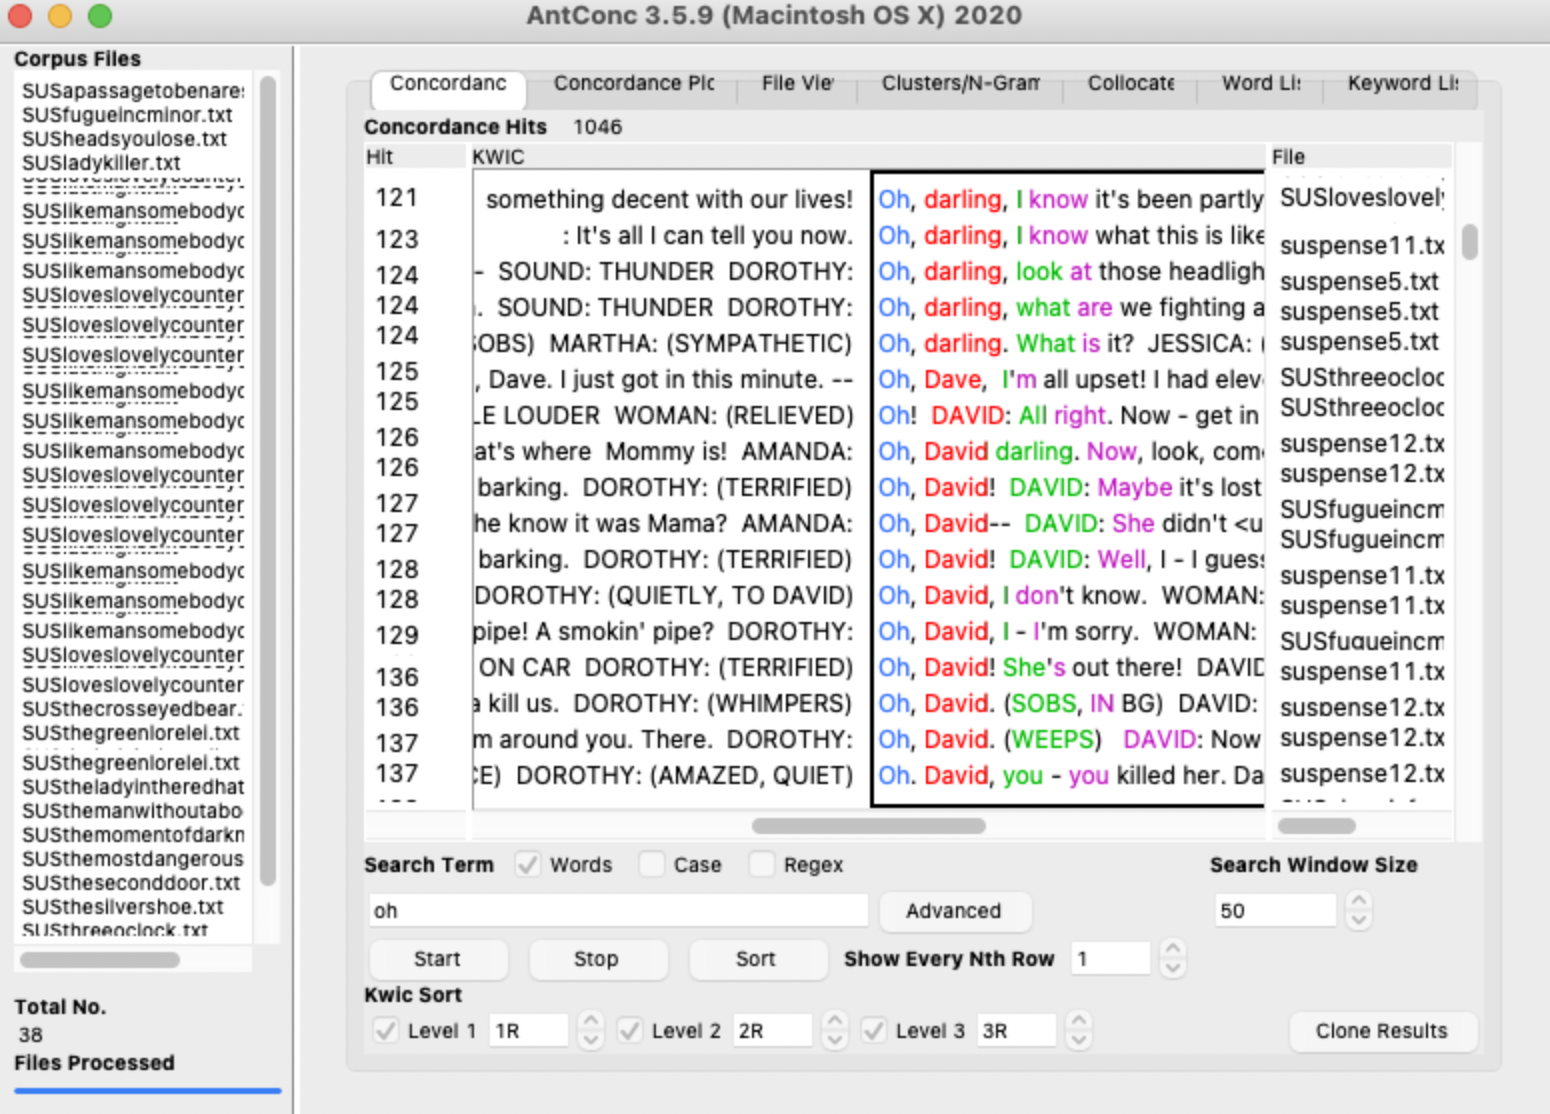 AntConc 3.5.9 (Macintosh OS X) 2020
Corpus Files
SUSapassagetobenares
SUSfugueincminor.txt
SUSheadsyoulose.txt
SUSladykiller.txt
SUSlikemansomebodyc
SUSlikemansomebodyc
SUSlikemansomebodyc
SUSloveslovelycounter
SUSloveslovelycounter
SUSloveslovelycounter
SUSlikemansomebodyc
SUSlikemansomebodyc
SUSlikemansomebodyc
SUSloveslovelycounter
SUSloveslovelycounter
SUSloveslovelycounter
SUSlikemansomebodyc
SUSlikemansomebodyc
SUSlikemansomebodyc
SUSloveslovelycounter
SUSloveslovelycounter
SUSthecrosseyedbear.
SUSthegreenlorelei.txt
SUSthegreenlorelei.txt
SUStheladyintheredhat
SUSthemanwithoutabo
SUSthemomentofdarkn
SUSthemostdangerous
SUStheseconddoor.txt
SUSthesilvershoe.txt
SUSthreeoclock.txt
Total No.
38
Files Processed
Concordanc Concordance Plc File Vie Clusters/N-Gram Collocate Word Lis Keyword Lis
Concordance Hits 1046
Hit KWIC File
121 something decent with our lives! Oh, darling, I know it's been partly SUSloveslovely
123 : It's all I can tell you now. Oh, darling, I know what this is like suspense11.tx
124 - SOUND: THUNDER DOROTHY: Oh, darling, look at those headligh suspense5.txt
124 . SOUND: THUNDER DOROTHY: Oh, darling, what are we fighting a suspense5.txt
124 SOBS) MARTHA: (SYMPATHETIC) Oh, darling. What is it? JESSICA: ( suspense5.txt
125 , Dave. I just got in this minute. -- Oh, Dave, I'm all upset! I had elev SUSthreeocloc
125 LE LOUDER WOMAN: (RELIEVED) Oh! DAVID: All right. Now - get in SUSthreeocloc
126 at's where Mommy is! AMANDA: Oh, David darling. Now, look, com suspense12.tx
126 barking. DOROTHY: (TERRIFIED) Oh, David! DAVID: Maybe it's lost suspense12.tx
127 he know it was Mama? AMANDA: Oh, David-- DAVID: She didn't <u SUSfugueincm
127 barking. DOROTHY: (TERRIFIED) Oh, David! DAVID: Well, I - I guess SUSfugueincm
128 DOROTHY: (QUIETLY, TO DAVID) Oh, David, I don't know. WOMAN: suspense11.tx
128 pipe! A smokin' pipe? DOROTHY: Oh, David, I - I'm sorry. WOMAN: suspense11.tx
129 ON CAR DOROTHY: (TERRIFIED) Oh, David! She's out there! DAVID SUSfugueincm
136 a kill us. DOROTHY: (WHIMPERS) Oh, David. (SOBS, IN BG) DAVID: suspense11.tx
136 m around you. There. DOROTHY: Oh, David. (WEEPS) DAVID: Now suspense12.tx
137 CE) DOROTHY: (AMAZED, QUIET) Oh. David, you - you killed her. Da suspense12.tx
137 suspense12.tx
Search Term Words Case Regex Search Window Size
oh Advanced 50
Start Stop Sort Show Every Nth Row 1
Kwic Sort
Level 1 1R Level 2 2R Level 3 3R Clone Results